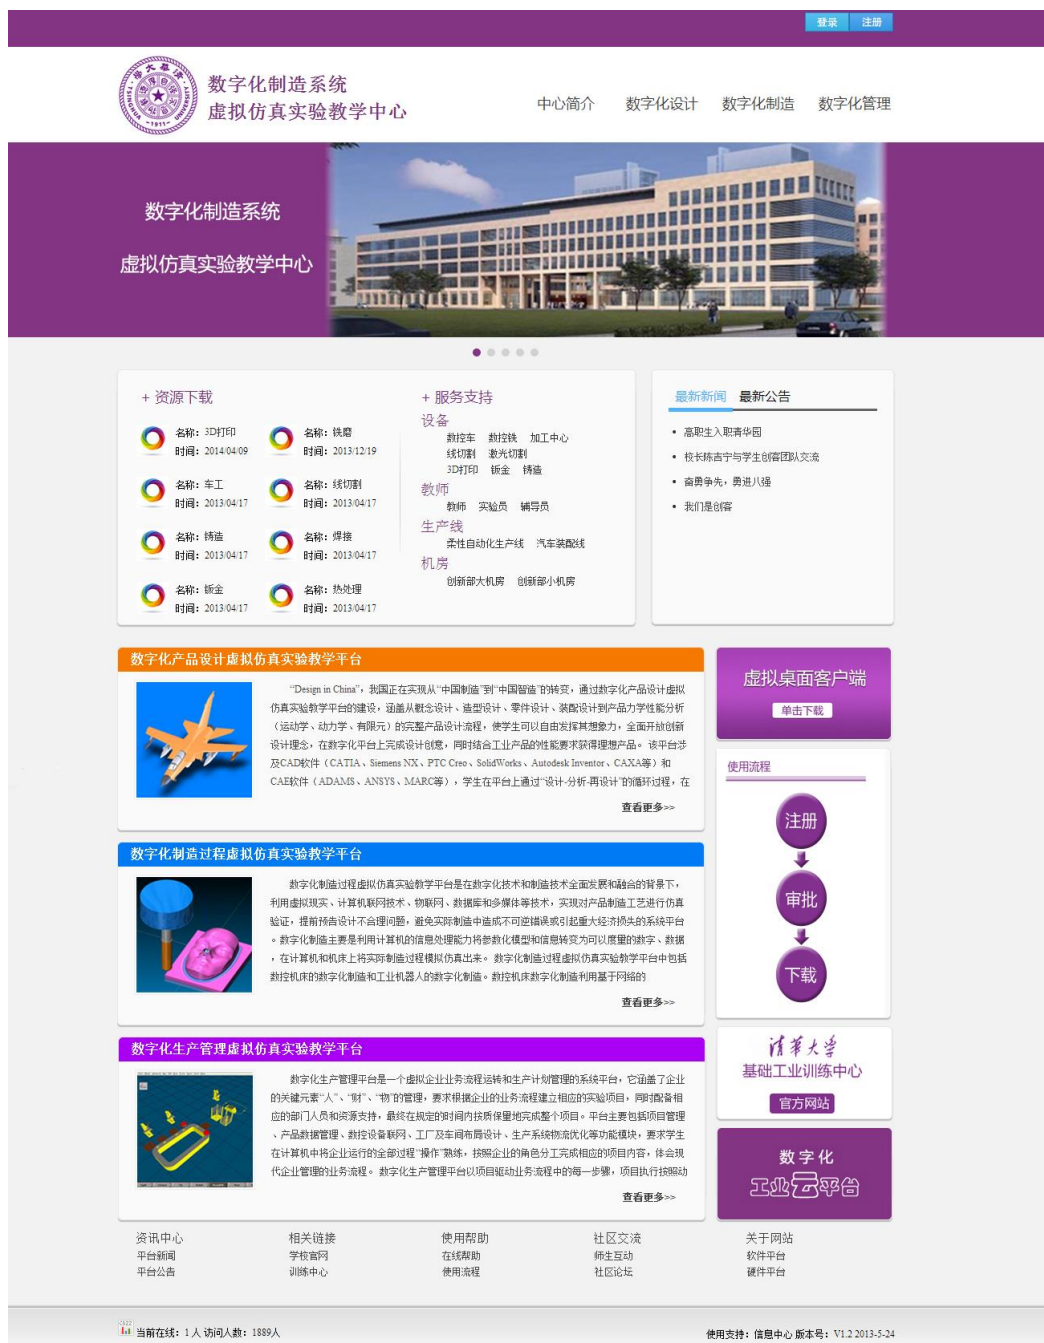 登录 注册
数字化制造系统
虚拟仿真实验教学中心
中心简介 数字化设计 数字化制造 数字化管理
数字化制造系统
虚拟仿真实验教学中心
+ 资源下载
名称：3D打印
时间：2014/04/09
名称：铣磨
时间：2013/12/19
名称：车工
时间：2013/04/17
名称：线切割
时间：2013/04/17
名称：铸造
时间：2013/04/17
名称：焊接
时间：2013/04/17
名称：钣金
时间：2013/04/17
名称：热处理
时间：2013/04/17
+ 服务支持
设备
数控车 数控铣 加工中心
线切割 激光切割
3D打印 钣金 铸造
教师
教师 实验员 辅导员
生产线
柔性自动化生产线 汽车装配线
机房
创新部大机房 创新部小机房
最新新闻 最新公告
高职生入职清华园
校长陈吉宁与学生创客团队交流
奋勇争先，勇进八强
我们是创客
数字化产品设计虚拟仿真实验教学平台
“Design in China”，我国正在实现从“中国制造”到“中国智造”的转变，通过数字化产品设计虚拟
仿真实验教学平台的建设，涵盖从概念设计、造型设计、零件设计、装配设计到产品力学性能分析
（运动学、动力学、有限元）的完整产品设计流程，使学生可以自由发挥其想象力，全面开放创新
设计理念，在数字化平台上完成设计创意，同时结合工业产品的性能要求获得理想产品。 该平台涉
及CAD软件（CATIA、Siemens NX、PTC Creo、SolidWorks、Autodesk Inventor、CAXA等）和
CAE软件（ADAMS、ANSYS、MARC等），学生在平台上通过“设计-分析-再设计”的循环过程，在
查看更多>>
数字化制造过程虚拟仿真实验教学平台
数字化制造过程虚拟仿真实验教学平台是在数字化技术和制造技术全面发展和融合的背景下，
利用虚拟现实、计算机联网技术、物联网、数据库和多媒体等技术，实现对产品制造工艺进行仿真
验证，提前预告设计不合理问题，避免实际制造中造成不可逆错误或引起重大经济损失的系统平台
。数字化制造主要是利用计算机的信息处理能力将参数化模型和信息转变为可以度量的数字、数据
，在计算机和机床上将实际制造过程模拟仿真出来。 数字化制造过程虚拟仿真实验教学平台中包括
数控机床的数字化制造和工业机器人的数字化制造。数控机床数字化制造利用基于网络的
查看更多>>
数字化生产管理虚拟仿真实验教学平台
数字化生产管理平台是一个虚拟企业业务流程运转和生产计划管理的系统平台，它涵盖了企业
的关键元素“人”、“财”、“物”的管理，要求根据企业的业务流程建立相应的实验项目，同时配备相
应的部门人员和资源支持，最终在规定的时间内按质保量地完成整个项目。平台主要包括项目管理
、产品数据管理、数控设备联网、工厂及车间布局设计、生产系统物流优化等功能模块，要求学生
在计算机中将企业运行的全部过程“操作”熟练，按照企业的角色分工完成相应的项目内容，体会现
代企业管理的业务流程。 数字化生产管理平台以项目驱动业务流程中的每一步骤，项目执行按照动
查看更多>>
虚拟桌面客户端
单击下载
使用流程
注册
审批
下载
清华大学
基础工业训练中心
官方网站
数字化
工业云平台
资讯中心 相关链接 使用帮助 社区交流 关于网站
平台新闻 学校官网 在线帮助 师生互动 软件平台
平台公告 训练中心 使用流程 社区论坛 硬件平台
当前在线：1人 访问人数：1889人
使用支持：信息中心 版本号：V1.2 2013-5-24